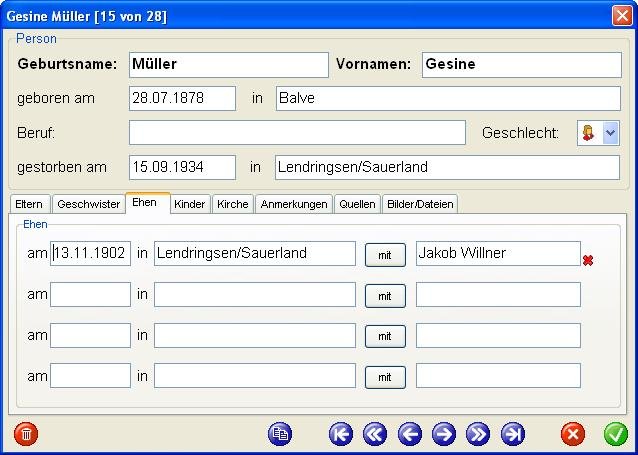 Gesine Müller [15 von 28]
Person
Geburtsname: Müller Vornamen: Gesine
geboren am 28.07.1878 in Balve
Beruf: Geschlecht:
gestorben am 15.09.1934 in Lendringsen/Sauerland
Eltern Geschwister Ehen Kinder Kirche Anmerkungen Quellen Bilder/Dateien
Ehen
am 13.11.1902 in Lendringsen/Sauerland mit Jakob Willner
am in mit
am in mit
am in mit